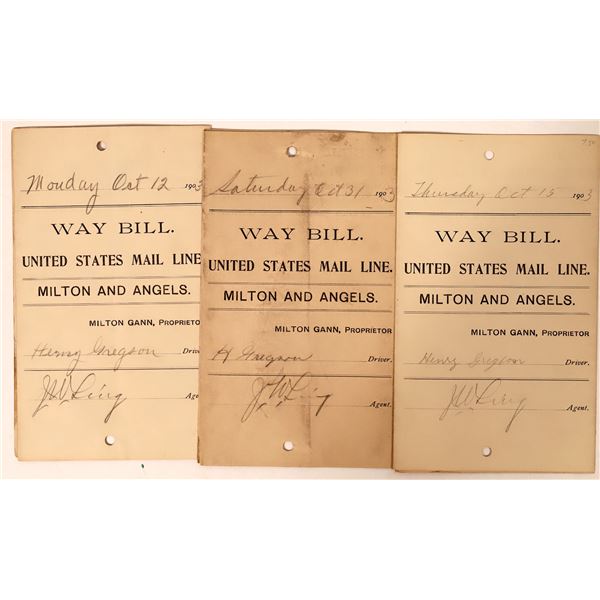 Monday Oct 12 1903
WAY BILL.
UNITED STATES MAIL LINE.
MILTON AND ANGELS.
MILTON GANN, PROPRIETOR
Henry Gregson Driver.
J W Ling Agent.
Saturday Oct 31 1903
WAY BILL.
UNITED STATES MAIL LINE.
MILTON AND ANGELS.
MILTON GANN, PROPRIETOR
H Gregson Driver.
J W Ling Agent.
Thursday Oct 15 1903
WAY BILL.
UNITED STATES MAIL LINE.
MILTON AND ANGELS.
MILTON GANN, PROPRIETOR
Henry Gregson Driver.
J W Ling Agent.